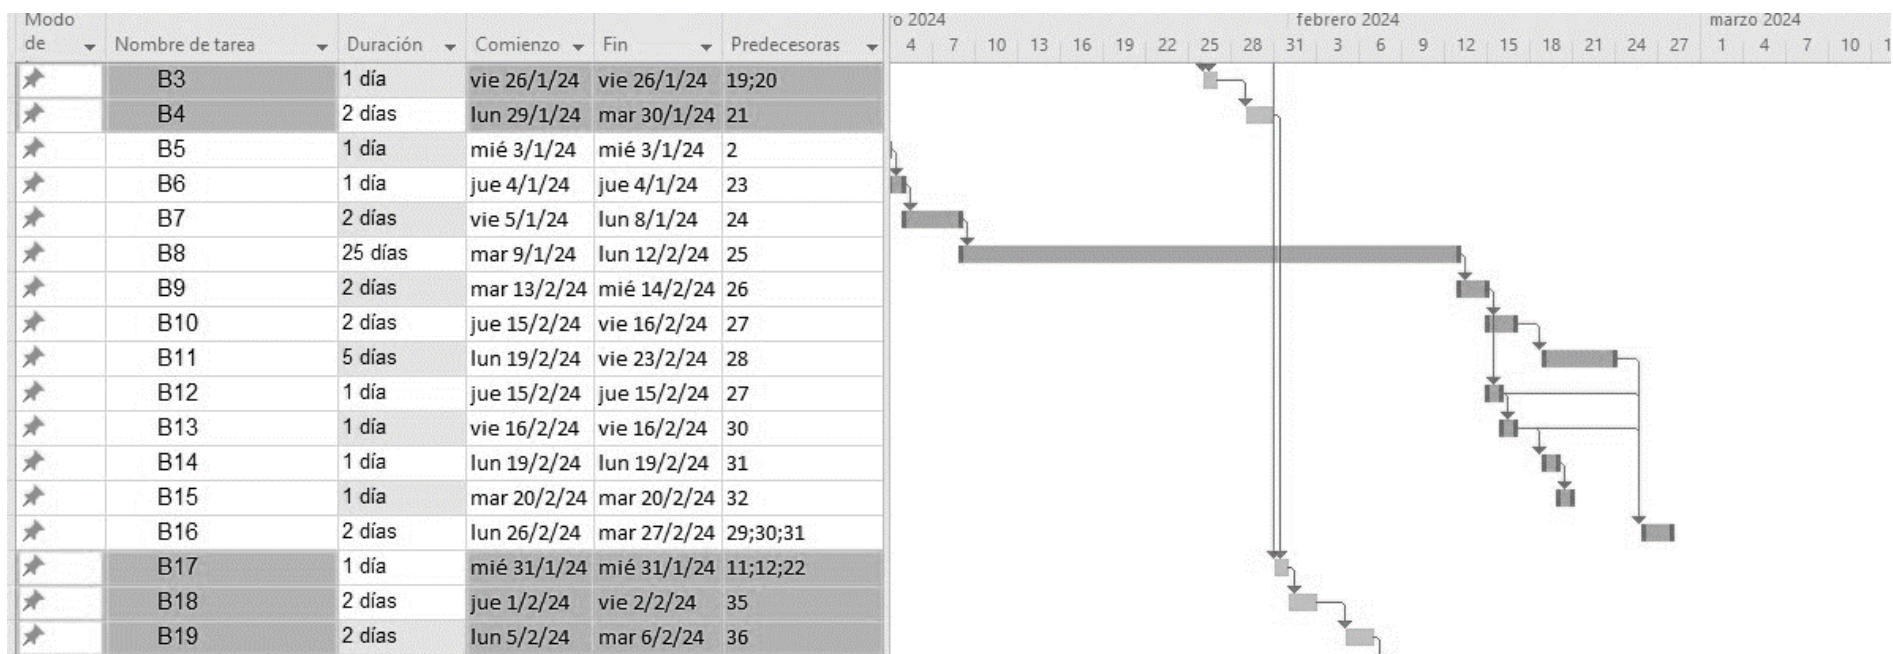 Modo
de
Nombre de tarea Duración Comienzo Fin Predecesoras
o 2024 febrero 2024 marzo 2024
4 7 10 13 16 19 22 25 28 31 3 6 9 12 15 18 21 24 27 1 4 7 10 1
B3 1 día vie 26/1/24 vie 26/1/24 19;20
B4 2 días lun 29/1/24 mar 30/1/24 21
B5 1 día mié 3/1/24 mié 3/1/24 2
B6 1 día jue 4/1/24 jue 4/1/24 23
B7 2 días vie 5/1/24 lun 8/1/24 24
B8 25 días mar 9/1/24 lun 12/2/24 25
B9 2 días mar 13/2/24 mié 14/2/24 26
B10 2 días jue 15/2/24 vie 16/2/24 27
B11 5 días lun 19/2/24 vie 23/2/24 28
B12 1 día jue 15/2/24 jue 15/2/24 27
B13 1 día vie 16/2/24 vie 16/2/24 30
B14 1 día lun 19/2/24 lun 19/2/24 31
B15 1 día mar 20/2/24 mar 20/2/24 32
B16 2 días lun 26/2/24 mar 27/2/24 29;30;31
B17 1 día mié 31/1/24 mié 31/1/24 11;12;22
B18 2 días jue 1/2/24 vie 2/2/24 35
B19 2 días lun 5/2/24 mar 6/2/24 36